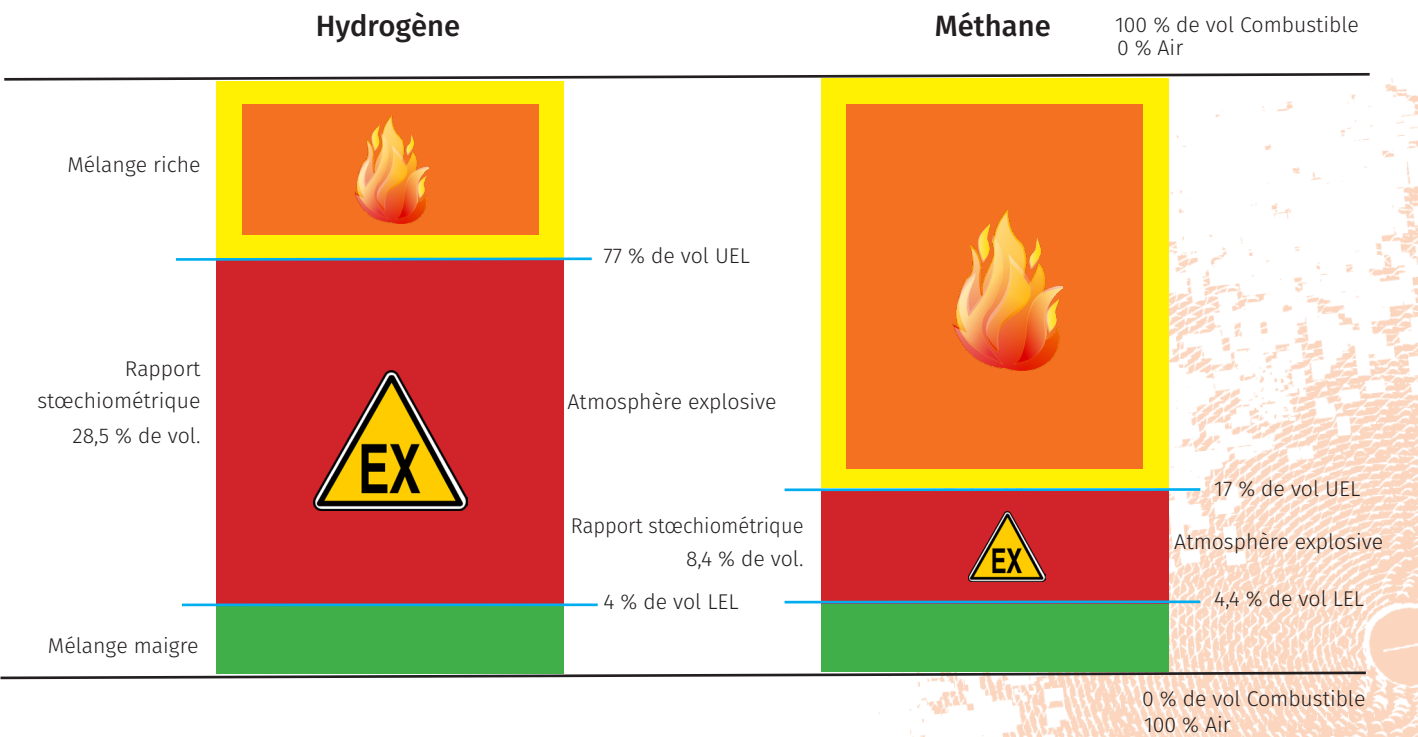 Hydrogène
Méthane
100 % de vol Combustible
0 % Air
Mélange riche
77 % de vol UEL
Rapport
stœchiométrique
28,5 % de vol.
EX
Atmosphère explosive
17 % de vol UEL
Rapport stœchiométrique
8,4 % de vol.
EX
Atmosphère explosive
4 % de vol LEL
4,4 % de vol LEL
Mélange maigre
0 % de vol Combustible
100 % Air